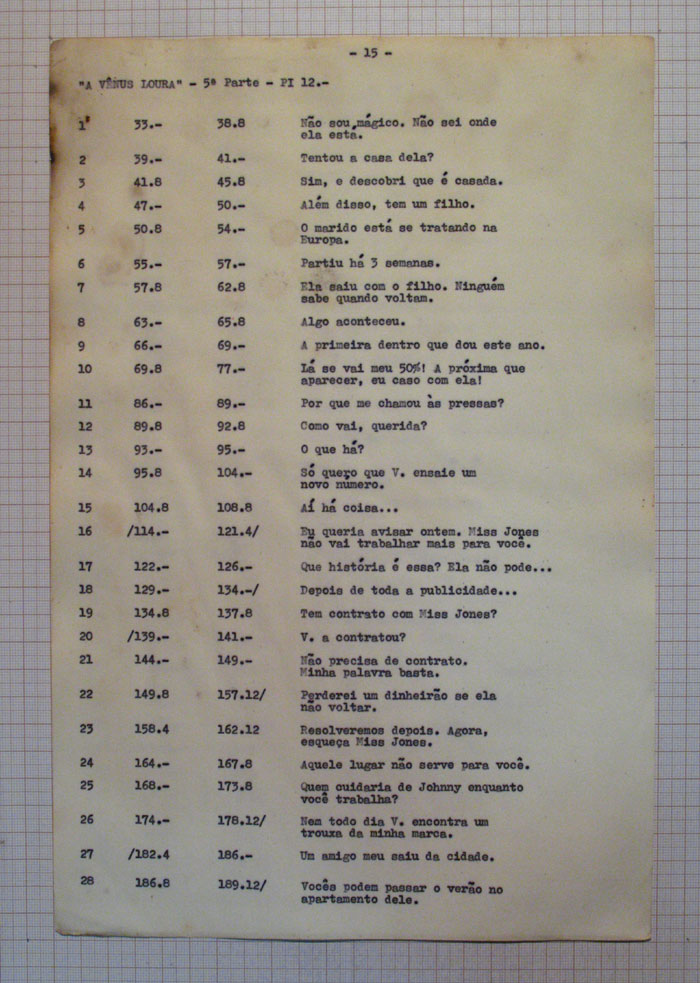 - 15 -
"A VÊNUS LOURA" - 5ª Parte - PI 12.-
1 33.- 38.8 Não sou mágico. Não sei onde
ela está.
2 39.- 41.- Tentou a casa dela?
3 41.8 45.8 Sim, e descobri que é casada.
4 47.- 50.- Além disso, tem um filho.
5 50.8 54.- O marido está se tratando na
Europa.
6 55.- 57.- Partiu há 3 semanas.
7 57.8 62.8 Ela saiu com o filho. Ninguém
sabe quando voltam.
8 63.- 65.8 Algo aconteceu.
9 66.- 69.- A primeira dentro que dou este ano.
10 69.8 77.- Lá se vai meu 50%! A próxima que
aparecer, eu caso com ela!
11 86.- 89.- Por que me chamou às pressas?
12 89.8 92.8 Como vai, querida?
13 93.- 95.- O que há?
14 95.8 104.- Só quero que V. ensaie um
novo número.
15 104.8 108.8 Aí há coisa...
16 /114.- 121.4/ Eu queria avisar ontem. Miss Jones
não vai trabalhar mais para você.
17 122.- 126.- Que história é essa? Ela não pode...
18 129.- 134.-/ Depois de toda a publicidade...
19 134.8 137.8 Tem contrato com Miss Jones?
20 /139.- 141.- V. a contratou?
21 144.- 149.- Não precisa de contrato.
Minha palavra basta.
22 149.8 157.12/ Perderei um dinheirão se ela
não voltar.
23 158.4 162.12 Resolveremos depois. Agora,
esqueça Miss Jones.
24 164.- 167.8 Aquele lugar não serve para você.
25 168.- 173.8 Quem cuidaria de Johnny enquanto
você trabalha?
26 174.- 178.12/ Nem todo dia V. encontra um
trouxa da minha marca.
27 /182.4 186.- Um amigo meu saiu da cidade.
28 186.8 189.12/ Vocês podem passar o verão no
apartamento dele.